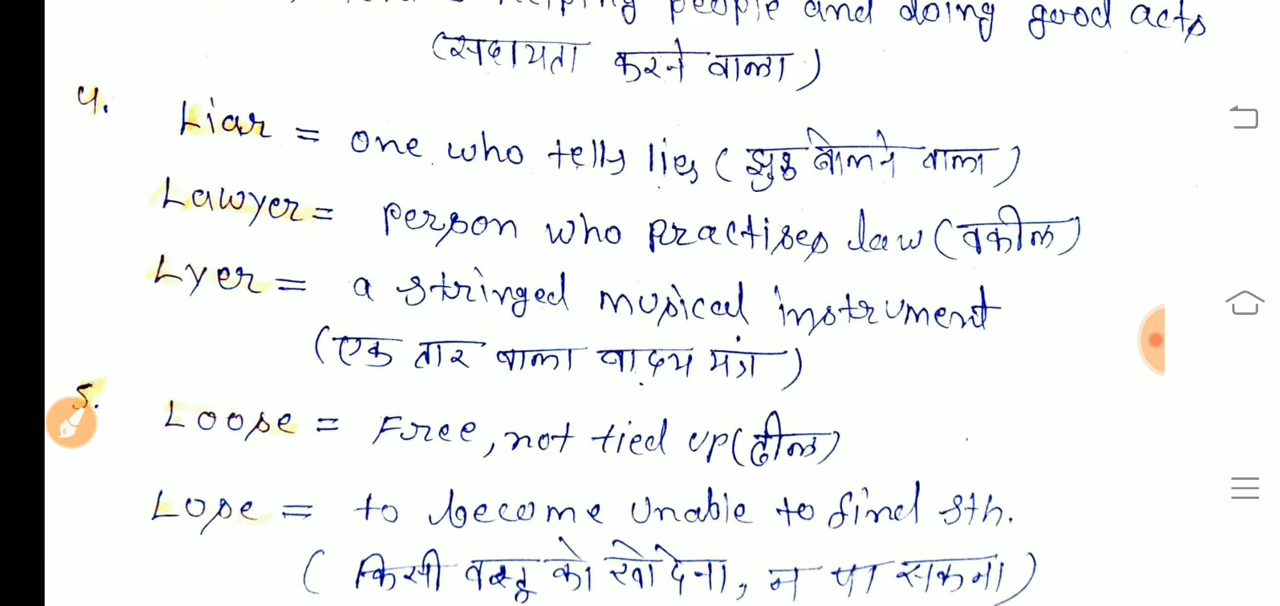 helping people and doing good acts
(सहायता करने वाला)
4. Liar = one who tells lies (झुठ बोलने वाला)
Lawyer = person who practises law (वकील)
Lyer = a stringed musical instrument
(एक तार वाला वाद्य यंत्र)
5. Loose = Free, not tied up (ढील)
Lose = to become unable to find sth.
(किसी वस्तु को खो देना, न पा सकना)